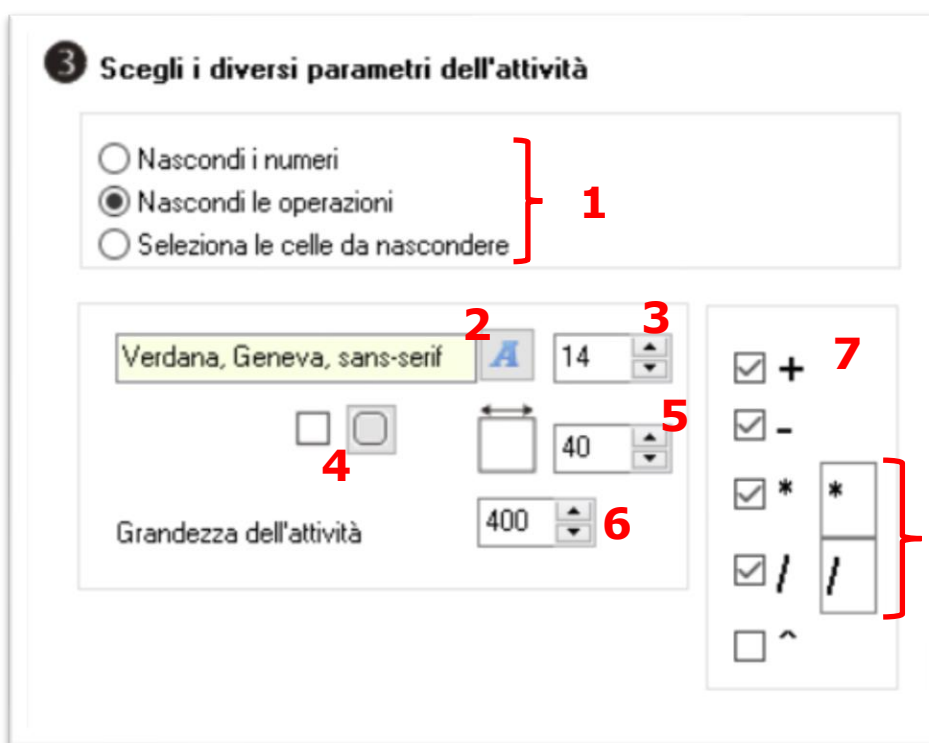 3 Scegli i diversi parametri dell'attività
Nascondi i numeri
Nascondi le operazioni
Seleziona le celle da nascondere
1
Verdana, Geneva, sans-serif
2
A
14
3
4
40
5
Grandezza dell'attività
400
6
+
7
-
* *
/ /
^